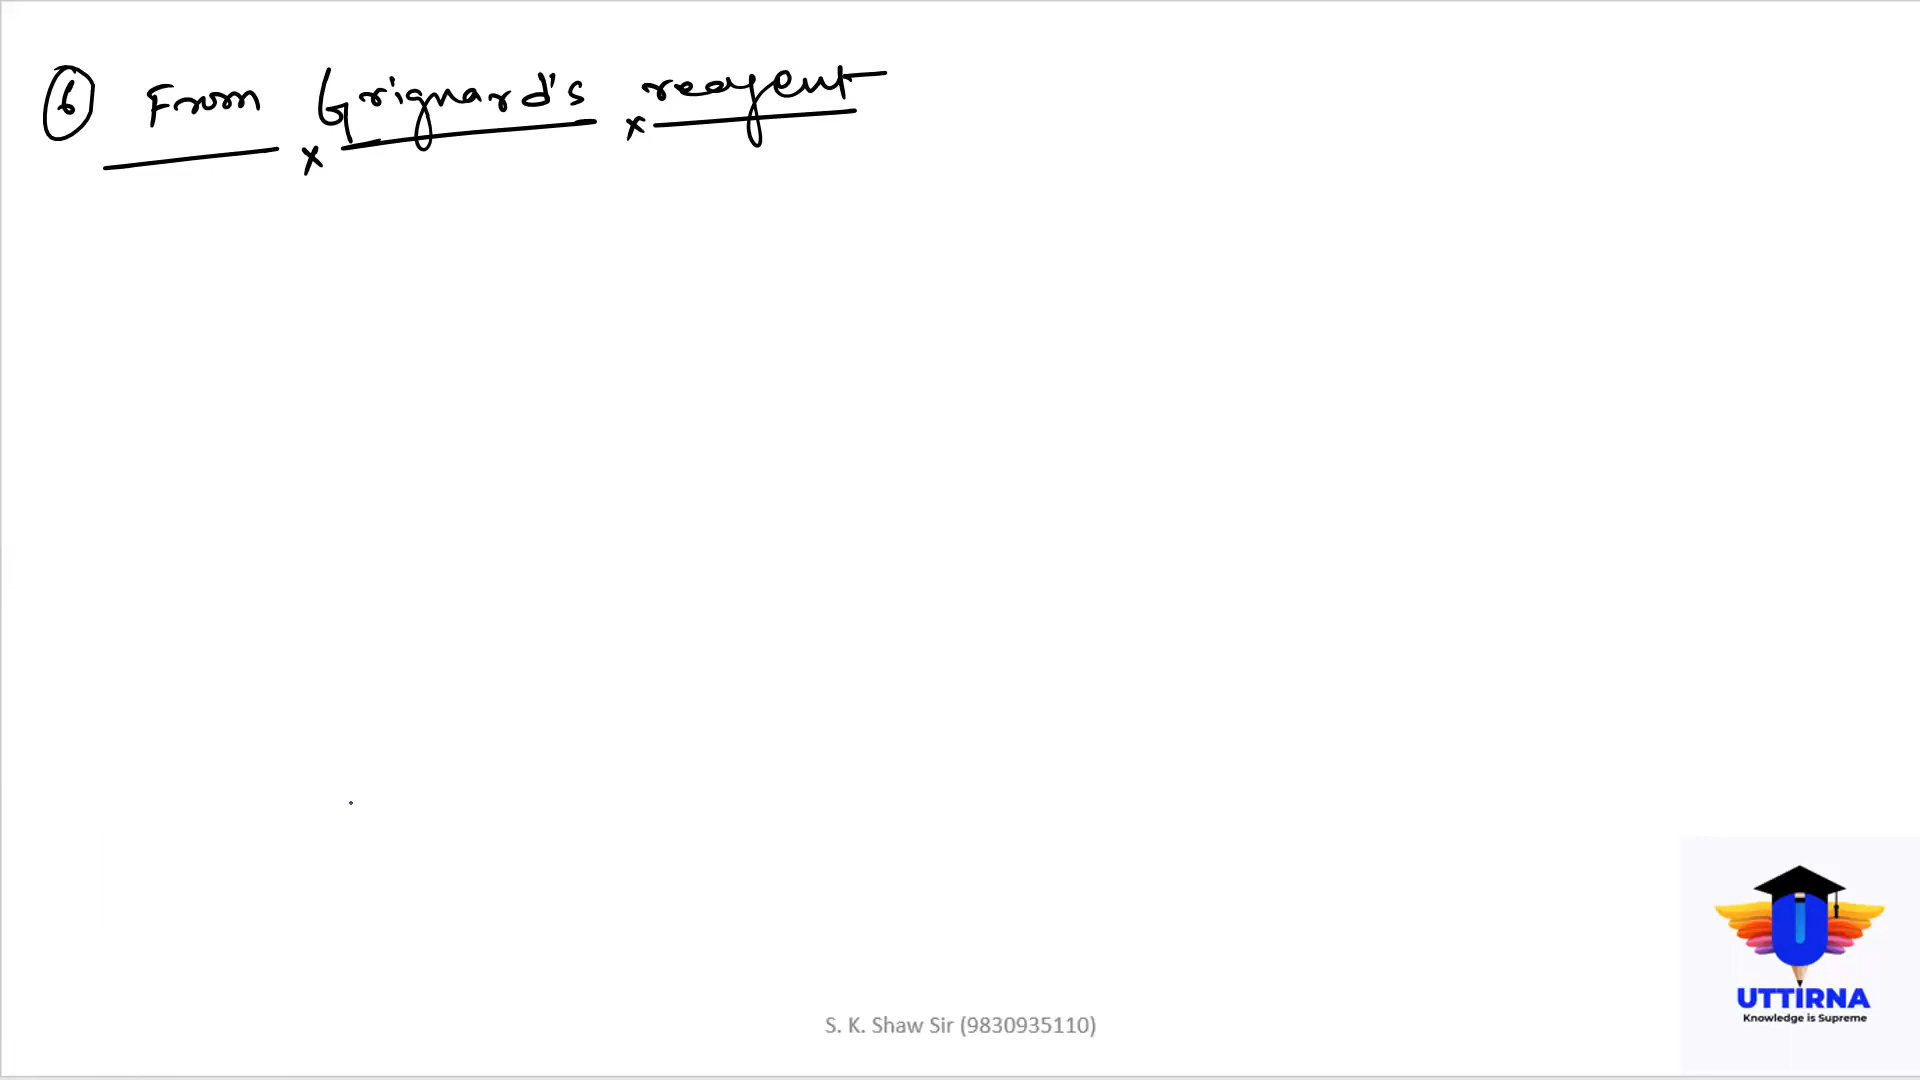 6 From Grignard's reagent
UTTIRNA
Knowledge is Supreme
S. K. Shaw Sir (9830935110)